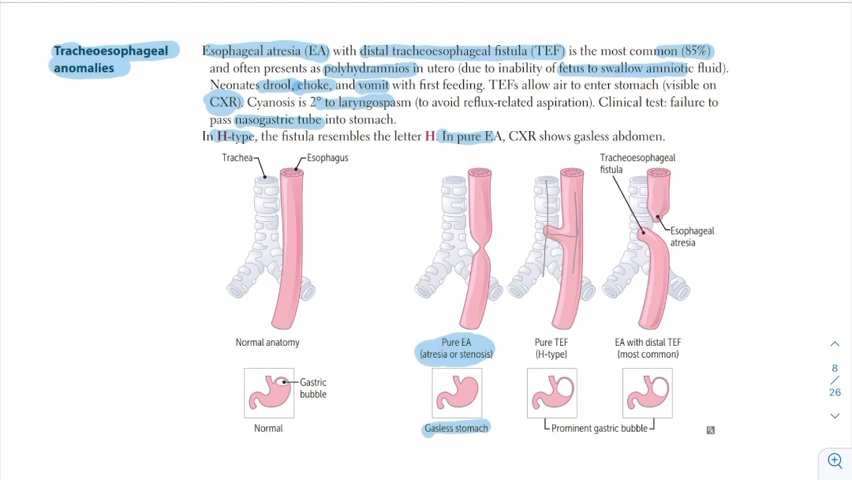 Tracheoesophageal
anomalies
Esophageal atresia (EA) with distal tracheoesophageal fistula (TEF) is the most common (85%)
and often presents as polyhydramnios in utero (due to inability of fetus to swallow amniotic fluid).
Neonates drool, choke, and vomit with first feeding. TEFs allow air to enter stomach (visible on
CXR). Cyanosis is 2° to laryngospasm (to avoid reflux-related aspiration). Clinical test: failure to
pass nasogastric tube into stomach.
In H-type, the fistula resembles the letter H. In pure EA, CXR shows gasless abdomen.
Trachea
Esophagus
Tracheoesophageal
fistula
Esophageal
atresia
Normal anatomy
Pure EA
(atresia or stenosis)
Pure TEF
(H-type)
EA with distal TEF
(most common)
Gastric
bubble
Normal
Gasless stomach
Prominent gastric bubble
8
/
26